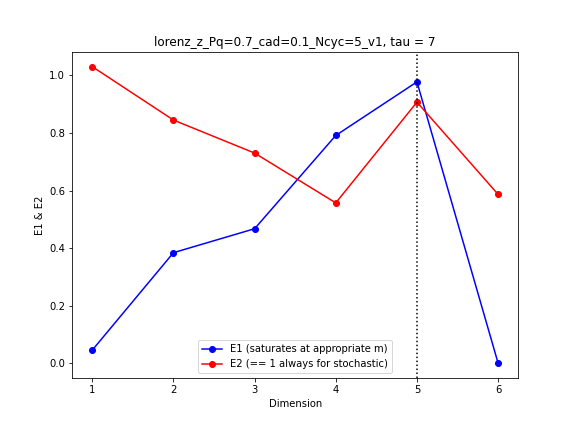 lorenz_z_Pq=0.7_cad=0.1_Ncyc=5_v1, tau = 7
1.0
0.8
0.6
0.4
0.2
0.0
E1 & E2
E1 (saturates at appropriate m)
E2 (== 1 always for stochastic)
1 2 3 4 5 6
Dimension